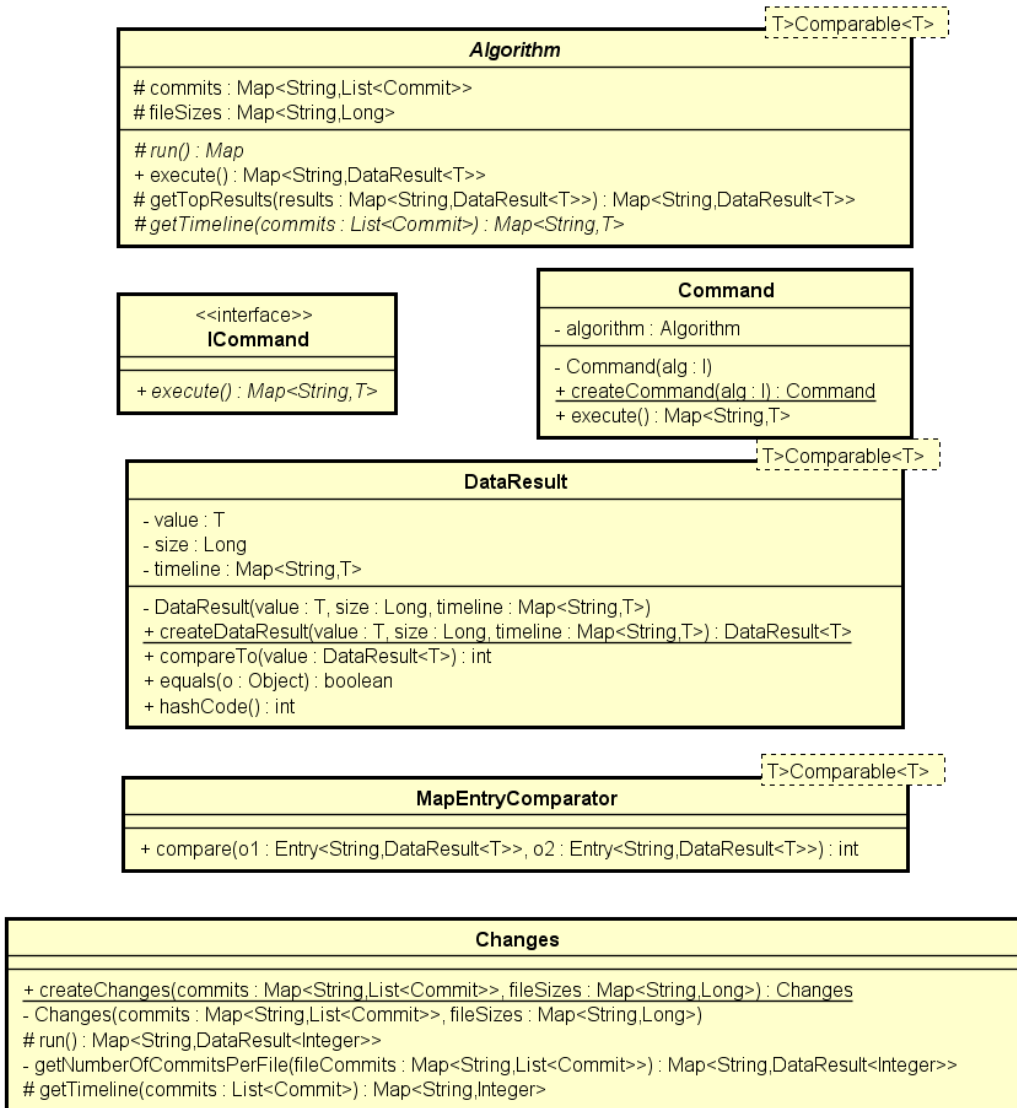 T>Comparable<T>
Algorithm
# commits : Map<String,List<Commit>>
# fileSizes : Map<String,Long>
# run() : Map
+ execute() : Map<String,DataResult<T>>
# getTopResults(results : Map<String,DataResult<T>>) : Map<String,DataResult<T>>
# getTimeline(commits : List<Commit>) : Map<String,T>
<<interface>>
ICommand
+ execute() : Map<String,T>
Command
- algorithm : Algorithm
- Command(alg : I)
+ createCommand(alg : I) : Command
+ execute() : Map<String,T>
T>Comparable<T>
DataResult
- value : T
- size : Long
- timeline : Map<String,T>
- DataResult(value : T, size : Long, timeline : Map<String,T>)
+ createDataResult(value : T, size : Long, timeline : Map<String,T>) : DataResult<T>
+ compareTo(value : DataResult<T>) : int
+ equals(o : Object) : boolean
+ hashCode() : int
T>Comparable<T>
MapEntryComparator
+ compare(o1 : Entry<String,DataResult<T>>, o2 : Entry<String,DataResult<T>>) : int
Changes
+ createChanges(commits : Map<String,List<Commit>>, fileSizes : Map<String,Long>) : Changes
- Changes(commits : Map<String,List<Commit>>, fileSizes : Map<String,Long>)
# run() : Map<String,DataResult<Integer>>
- getNumberOfCommitsPerFile(fileCommits : Map<String,List<Commit>>) : Map<String,DataResult<Integer>>
# getTimeline(commits : List<Commit>) : Map<String,Integer>